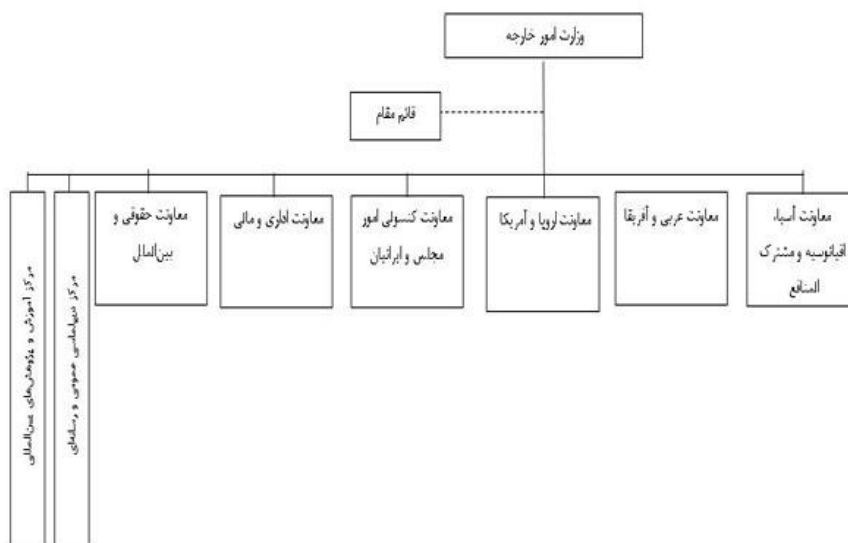 وزارت امور خارجه
قائم مقام
معاونت آسیا،
اقیانوسیه و مشترک
المنافع
معاونت عربی و آفریقا
معاونت اروپا و آمریکا
معاونت کنسولی امور
مجلس و ایرانیان
معاونت اداری و مالی
معاونت حقوقی و
بین‌الملل
مرکز دیپلماسی عمومی و رسانه‌ای
مرکز آموزش و پژوهش‌های بین‌المللی